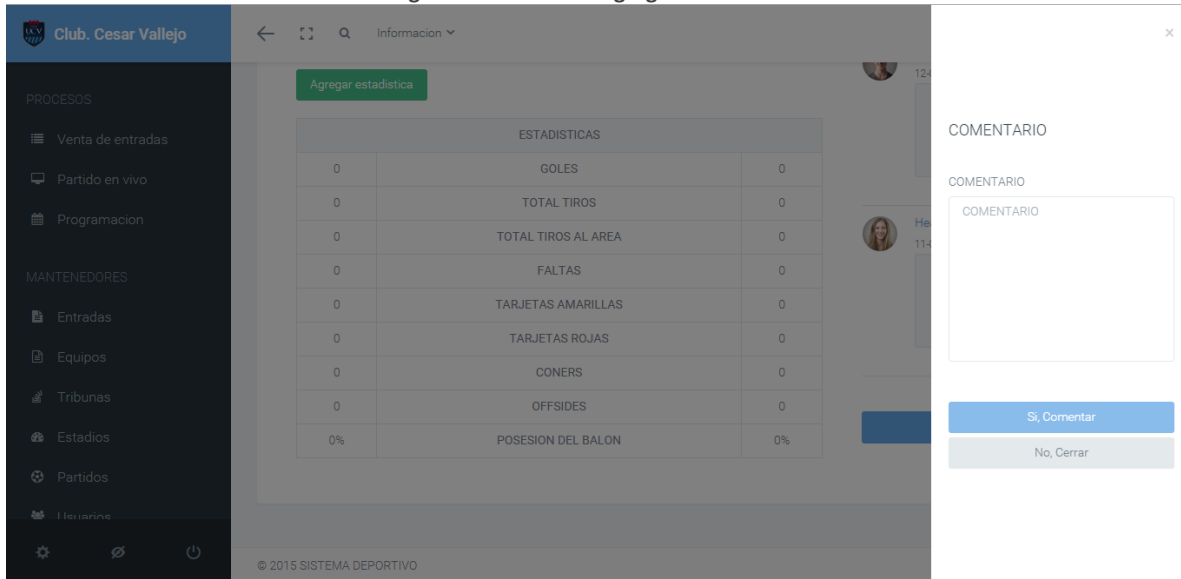 Club. Cesar Vallejo
Informacion
PROCESOS
Venta de entradas
Partido en vivo
Programacion
MANTENEDORES
Entradas
Equipos
Tribunas
Estadios
Partidos
Usuarios
Agregar estadistica
ESTADISTICAS
0 GOLES 0
0 TOTAL TIROS 0
0 TOTAL TIROS AL AREA 0
0 FALTAS 0
0 TARJETAS AMARILLAS 0
0 TARJETAS ROJAS 0
0 CONERS 0
0 OFFSIDES 0
0% POSESION DEL BALON 0%
© 2015 SISTEMA DEPORTIVO
COMENTARIO
COMENTARIO
COMENTARIO
Si, Comentar
No, Cerrar